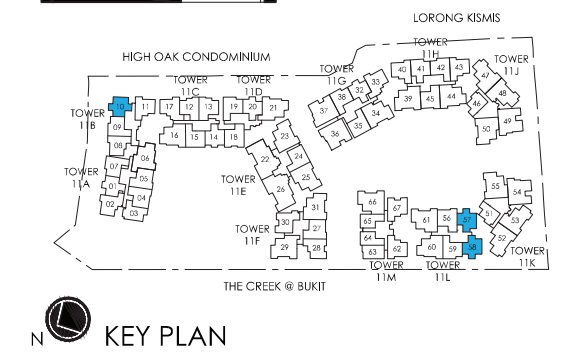 LORONG KISMIS
HIGH OAK CONDOMINIUM
TOWER
11H
TOWER
11G
TOWER
11J
TOWER
11C
TOWER
11D
40 41 42 43
47
33
32
38
37
39 45 44
48
46
49
50
34
35
36
10 11 17 12 13 19 20 21
TOWER
11B
09
16 15 14 18
08
23
06
07
22
24
05
25
TOWER
11A
01
26
TOWER
11E
04
02 03
55 54
66
67
31
61 56 57
51
53
65
30 27
TOWER
11F
64
52
29 28
63 62
60 59 58
TOWER
11K
TOWER
11M
TOWER
11L
THE CREEK @ BUKIT
N
KEY PLAN